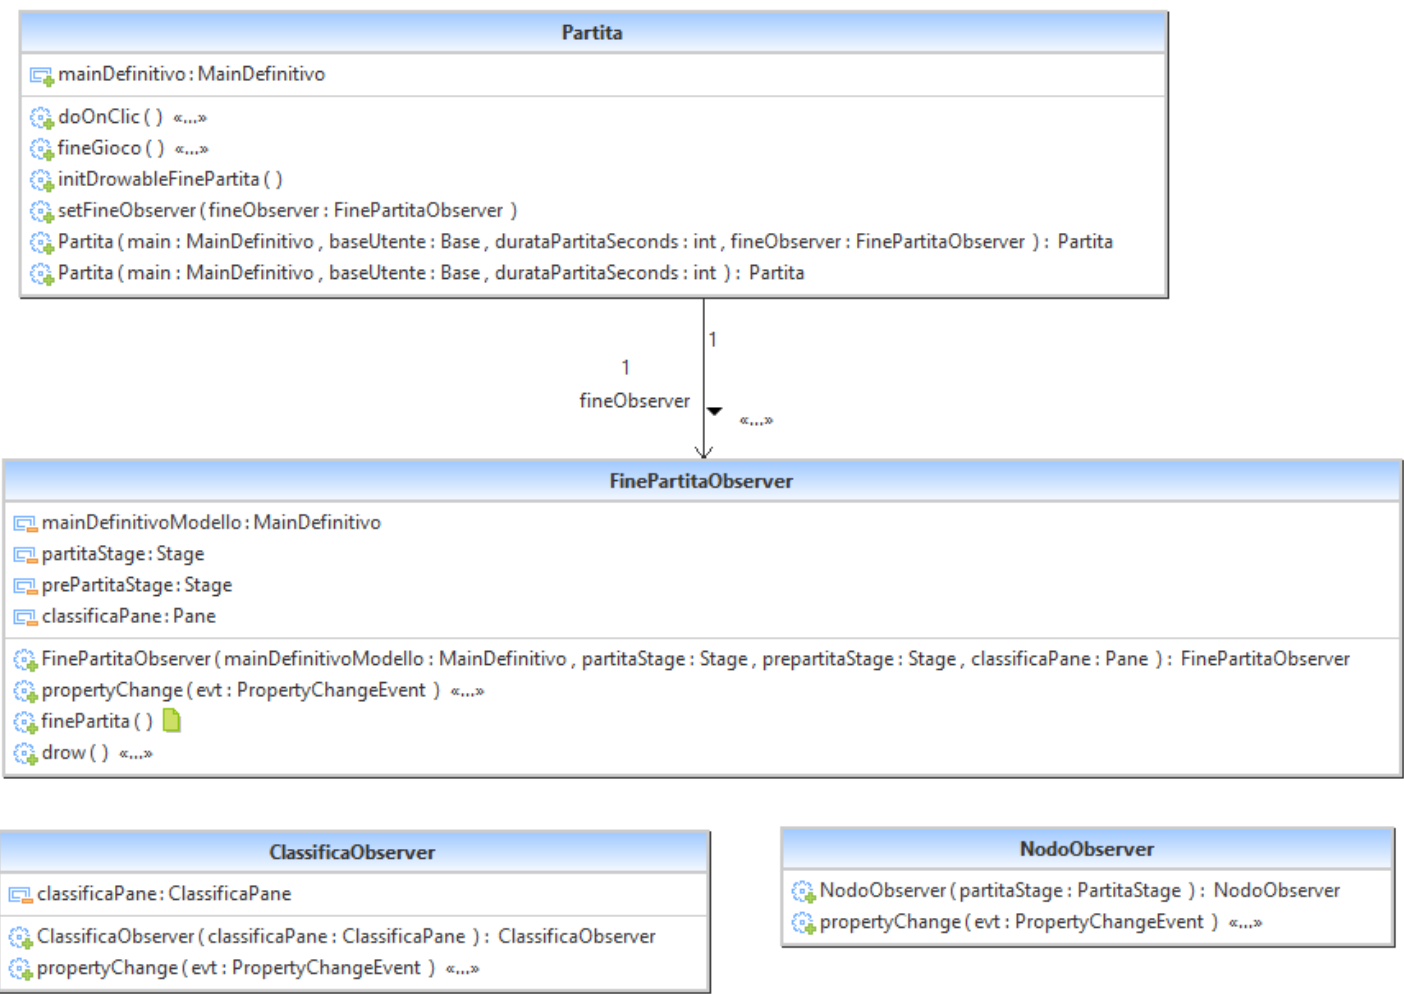 Partita
mainDefinitivo : MainDefinitivo
doOnClic ( ) «...»
fineGioco ( ) «...»
initDrowableFinePartita ( )
setFineObserver ( fineObserver : FinePartitaObserver )
Partita ( main : MainDefinitivo , baseUtente : Base , durataPartitaSeconds : int , fineObserver : FinePartitaObserver ) : Partita
Partita ( main : MainDefinitivo , baseUtente : Base , durataPartitaSeconds : int ) : Partita
1
1
fineObserver
«...»
FinePartitaObserver
mainDefinitivoModello : MainDefinitivo
partitaStage : Stage
prePartitaStage : Stage
classificaPane : Pane
FinePartitaObserver ( mainDefinitivoModello : MainDefinitivo , partitaStage : Stage , prepartitaStage : Stage , classificaPane : Pane ) : FinePartitaObserver
propertyChange ( evt : PropertyChangeEvent ) «...»
finePartita ( )
drow ( ) «...»
ClassificaObserver
classificaPane : ClassificaPane
ClassificaObserver ( classificaPane : ClassificaPane ) : ClassificaObserver
propertyChange ( evt : PropertyChangeEvent ) «...»
NodoObserver
NodoObserver ( partitaStage : PartitaStage ) : NodoObserver
propertyChange ( evt : PropertyChangeEvent ) «...»